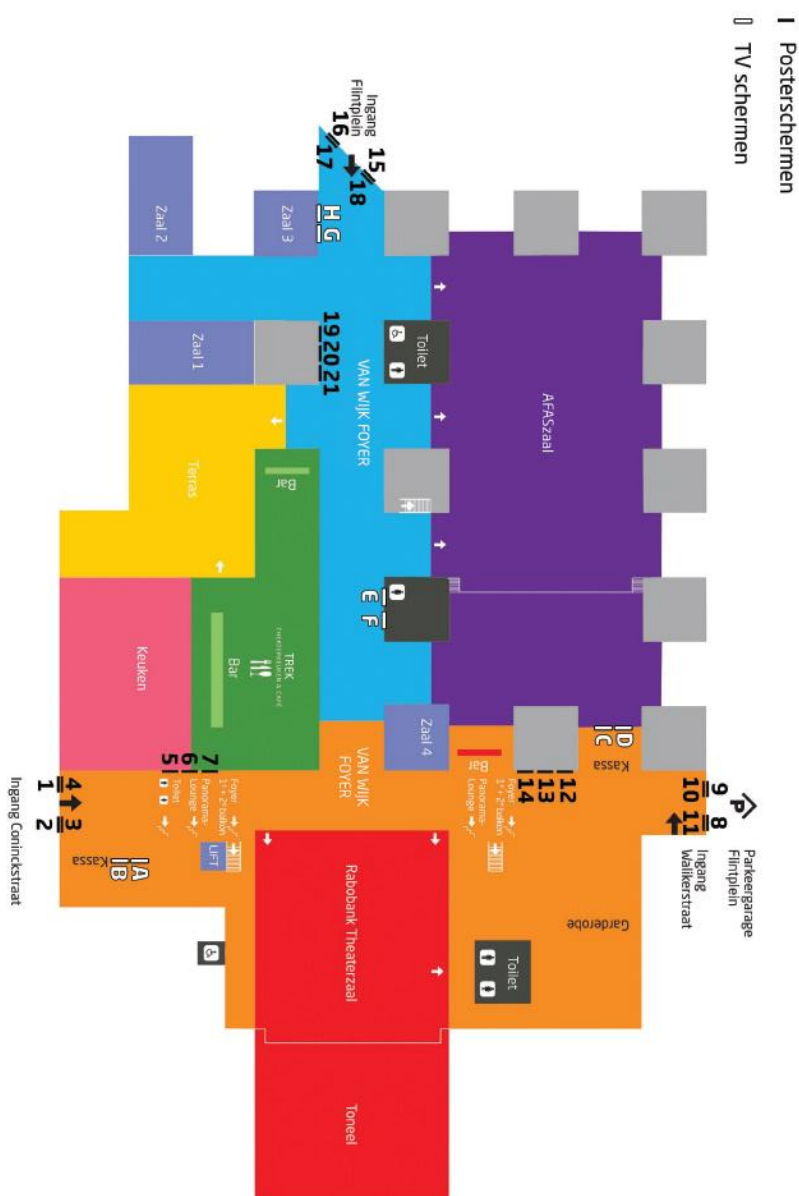 Posterschermen
TV schermen
Ingang
Flintplein
16
17
15
18
H
G
Zaal 2
Zaal 3
Zaal 1
19
20
21
VAN WIJK FOYER
Toilet
AFASzaal
Terras
Bar
E
F
TREK
Bar
Keuken
Zaal 4
VAN WIJK
FOYER
Bar
Kassa
D
C
9
10
8
11
P
Parkeergarage
Flintplein
Ingang
Walikerstraat
12
13
14
Foyer
1e + 2e balkon
Panorama-
Lounge
7
6
5
Foyer
1e + 2e balkon
Panorama-
Lounge
Toilet
LIFT
4
1
3
2
Ingang Coninckstraat
Kassa
A
B
Garderobe
Toilet
Rabobank Theaterzaal
Toneel